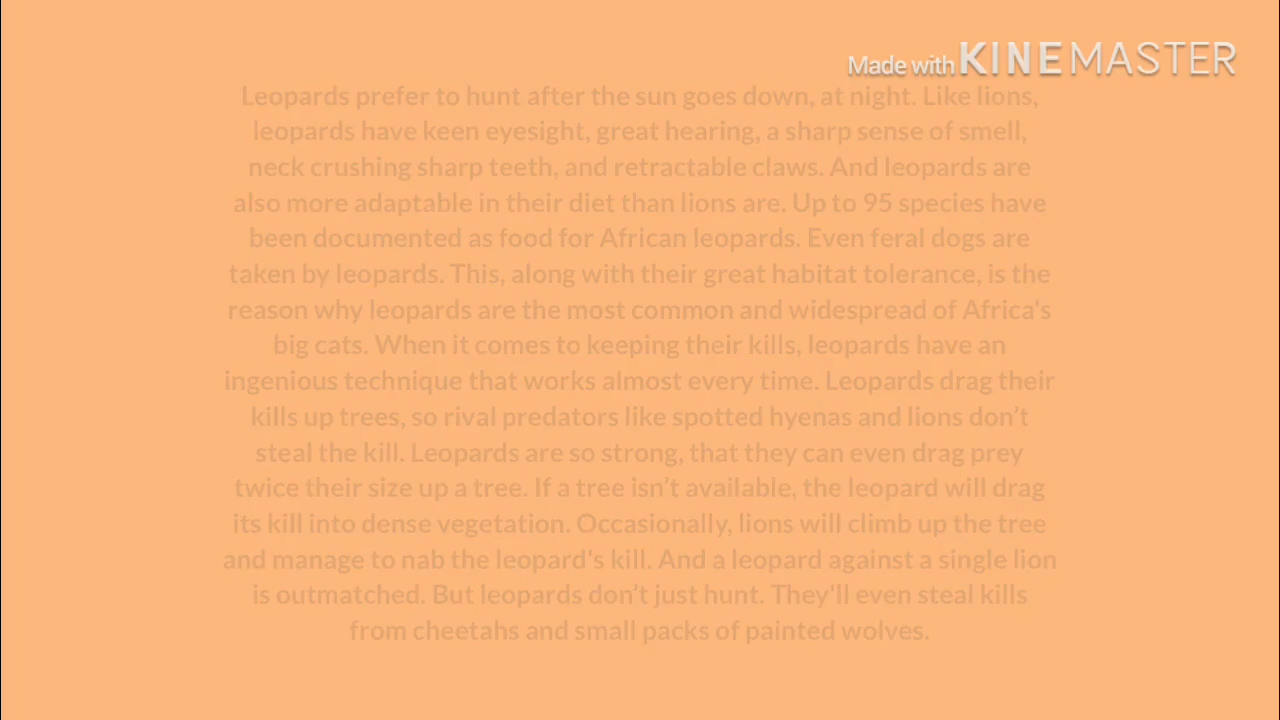 Made with KINEMASTER
Leopards prefer to hunt after the sun goes down, at night. Like lions,
leopards have keen eyesight, great hearing, a sharp sense of smell,
neck crushing sharp teeth, and retractable claws. And leopards are
also more adaptable in their diet than lions are. Up to 95 species have
been documented as food for African leopards. Even feral dogs are
taken by leopards. This, along with their great habitat tolerance, is the
reason why leopards are the most common and widespread of Africa's
big cats. When it comes to keeping their kills, leopards have an
ingenious technique that works almost every time. Leopards drag their
kills up trees, so rival predators like spotted hyenas and lions don’t
steal the kill. Leopards are so strong, that they can even drag prey
twice their size up a tree. If a tree isn’t available, the leopard will drag
its kill into dense vegetation. Occasionally, lions will climb up the tree
and manage to nab the leopard's kill. And a leopard against a single lion
is outmatched. But leopards don’t just hunt. They'll even steal kills
from cheetahs and small packs of painted wolves.